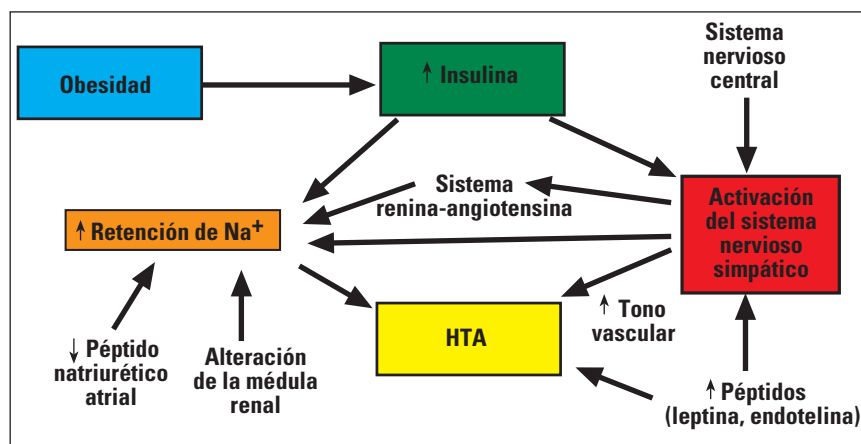 Obesidad
↑ Insulina
Sistema
nervioso
central
Sistema
renina-angiotensina
Activación
del sistema
nervioso
simpático
↑ Retención de Na⁺
HTA
↑ Tono
vascular
↓ Péptido
natriurético
atrial
Alteración
de la médula
renal
↑ Péptidos
(leptina, endotelina)